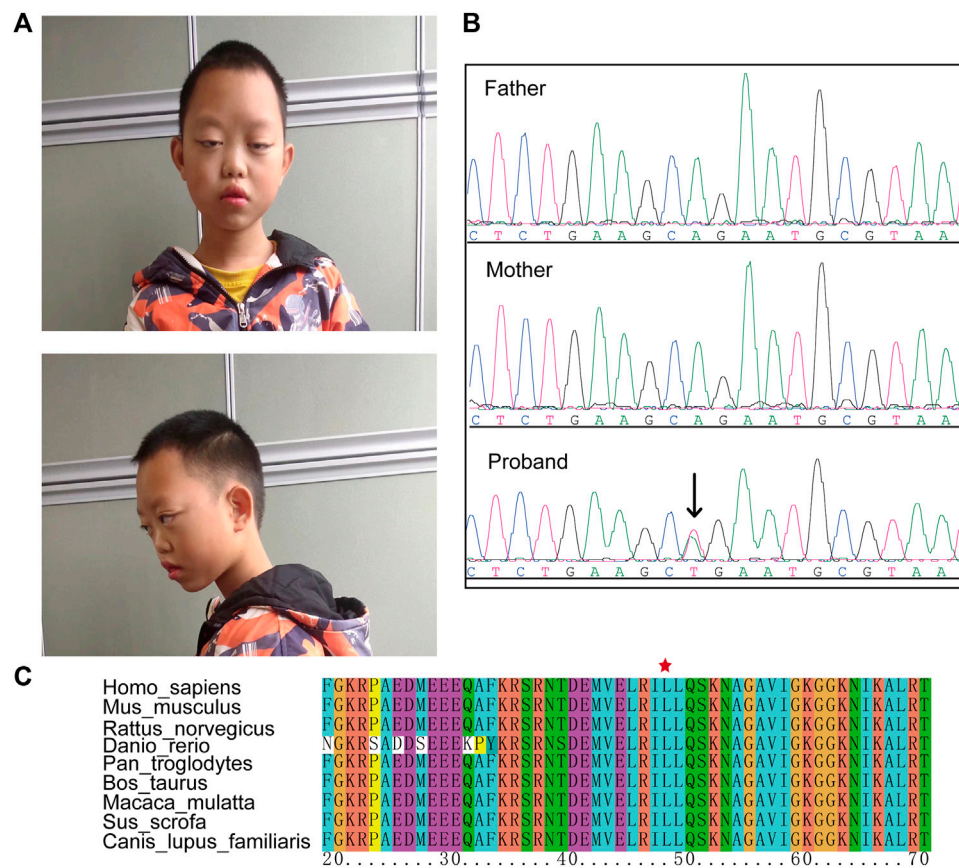 A
B
Father
C T C T G A A G C A G A A T G C G T A A
Mother
C T C T G A A G C A G A A T G C G T A A
Proband
C T C T G A A G C T G A A T G C G T A A
C
Homo_sapiens FGKRPAEDMEEEQAFKRSRNTDEMVELRILLQSKNAGAVIGKGGKNIKALRT
Mus_musculus FGKRPAEDMEEEQAFKRSRNTDEMVELRILLQSKNAGAVIGKGGKNIKALRT
Rattus_norvegicus FGKRPAEDMEEEQAFKRSRNTDEMVELRILLQSKNAGAVIGKGGKNIKALRT
Danio_rerio NGKRSADDSEEEKPYKRSRNTDEMVELRILLQSKNAGAVIGKGGKNIKALRT
Pan_troglodytes FGKRPAEDMEEEQAFKRSRNTDEMVELRILLQSKNAGAVIGKGGKNIKALRT
Bos_taurus FGKRPAEDMEEEQAFKRSRNTDEMVELRILLQSKNAGAVIGKGGKNIKALRT
Macaca_mulatta FGKRPAEDMEEEQAFKRSRNTDEMVELRILLQSKNAGAVIGKGGKNIKALRT
Sus_scrofa FGKRPAEDMEEEQAFKRSRNTDEMVELRILLQSKNAGAVIGKGGKNIKALRT
Canis_lupus_familiaris FGKRPAEDMEEEQAFKRSRNTDEMVELRILLQSKNAGAVIGKGGKNIKALRT
20. . 30 . 40 . 50 . 60 . 70